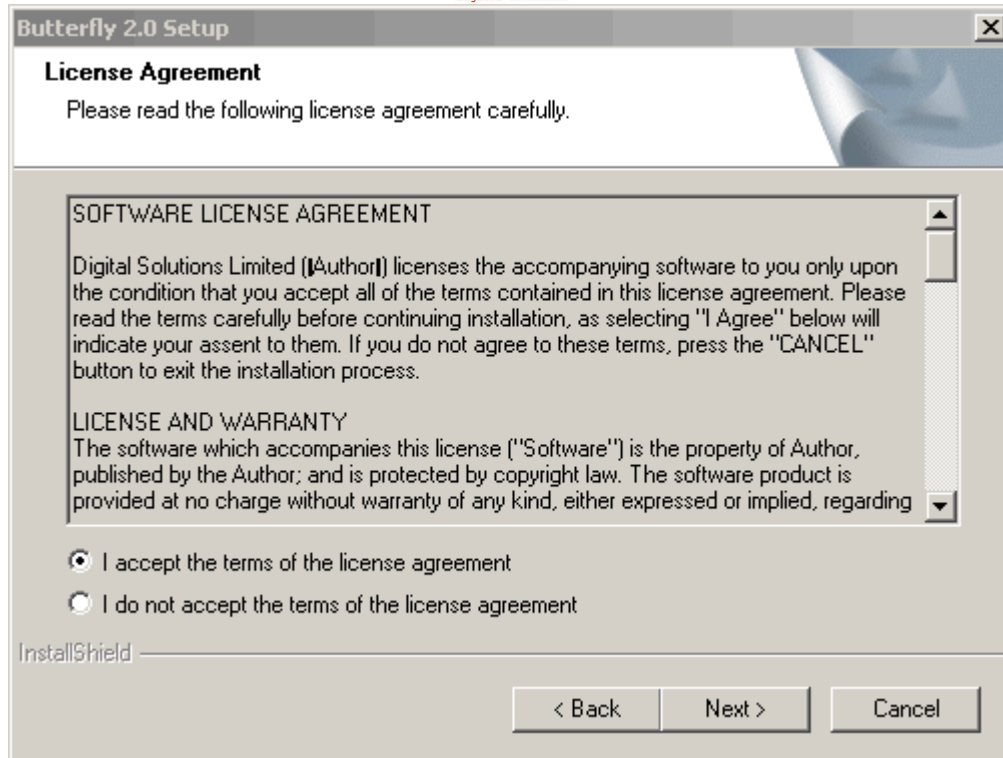 Butterfly 2.0 Setup
License Agreement
Please read the following license agreement carefully.
SOFTWARE LICENSE AGREEMENT
Digital Solutions Limited (Author) licenses the accompanying software to you only upon
the condition that you accept all of the terms contained in this license agreement. Please
read the terms carefully before continuing installation, as selecting "I Agree" below will
indicate your assent to them. If you do not agree to these terms, press the "CANCEL"
button to exit the installation process.
LICENSE AND WARRANTY
The software which accompanies this license ("Software") is the property of Author,
published by the Author; and is protected by copyright law. The software product is
provided at no charge without warranty of any kind, either expressed or implied, regarding
I accept the terms of the license agreement
I do not accept the terms of the license agreement
InstallShield
< Back Next > Cancel